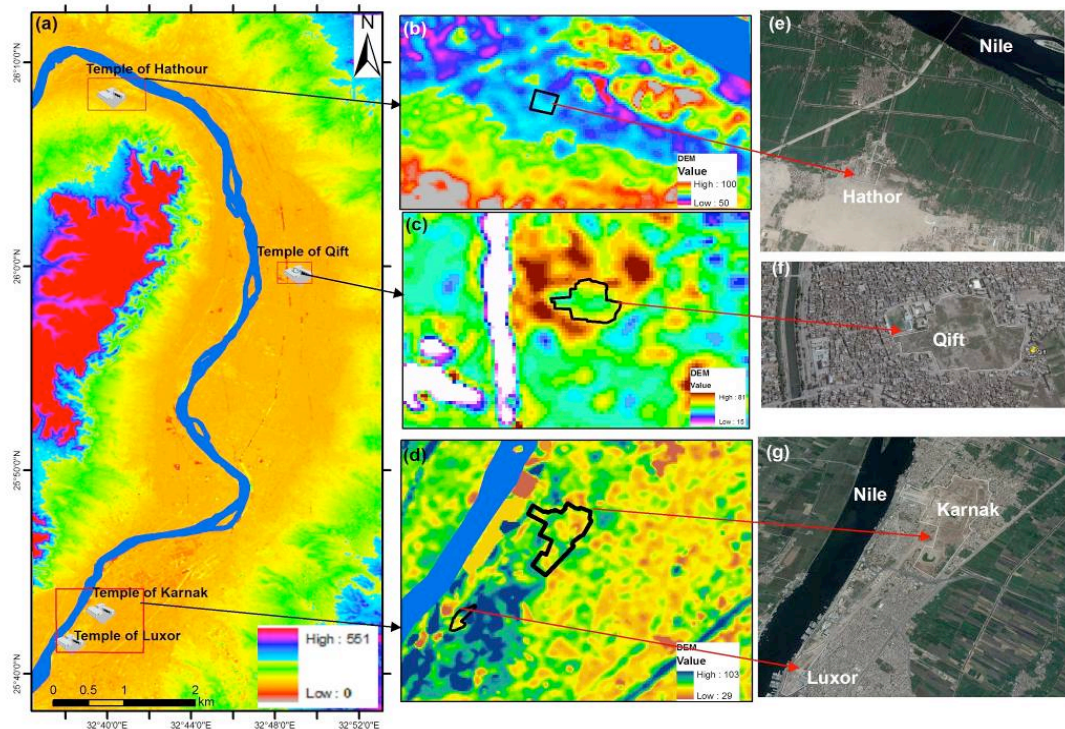 (a)
N
26°10'0"N
26°0'0"N
25°50'0"N
25°40'0"N
Temple of Hathour
Temple of Qift
Temple of Karnak
Temple of Luxor
High : 551
Low : 0
0 0.5 1 2
km
32°40'0"E 32°44'0"E 32°48'0"E 32°52'0"E
(b)
DEM
Value
High : 100
Low : 50
(c)
DEM
Value
High : 81
Low : 15
(d)
DEM
Value
High : 103
Low : 29
(e)
Nile
Hathor
(f)
Qift
(g)
Nile
Karnak
Luxor